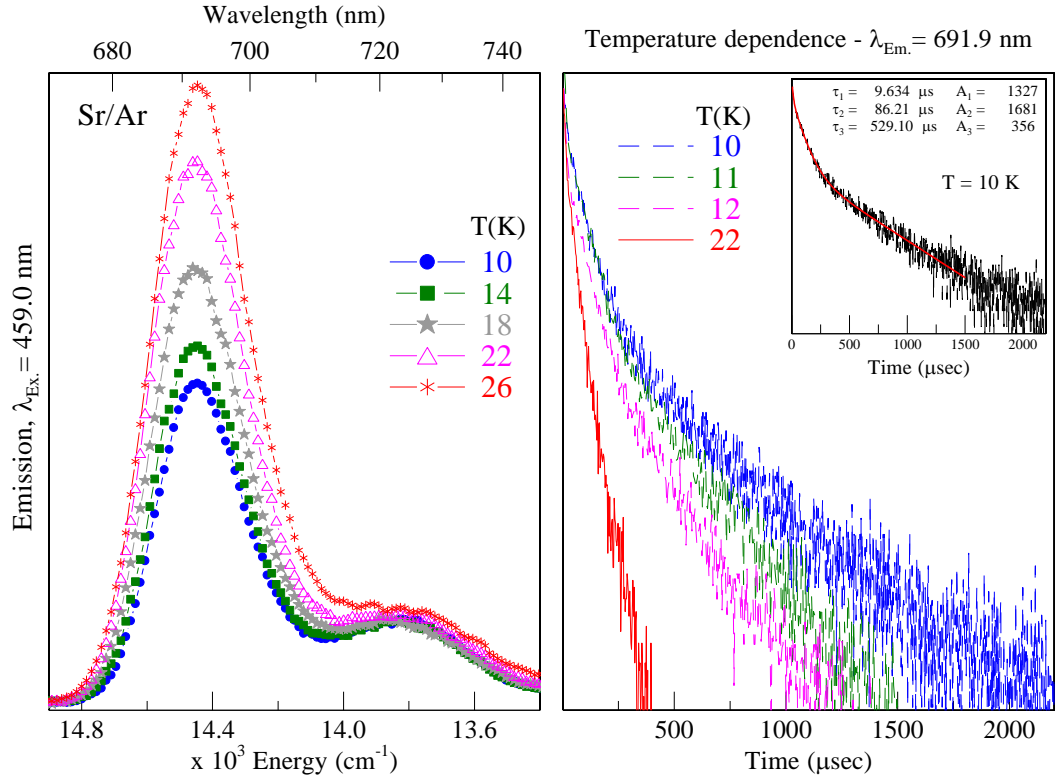 Wavelength (nm)
680 700 720 740
Sr/Ar
T(K)
10
14
18
22
26
Emission, λEx.= 459.0 nm
14.8 14.4 14.0 13.6
x 10³ Energy (cm⁻¹)
Temperature dependence - λEm.= 691.9 nm
T(K)
10
11
12
22
τ₁ = 9.634 µs A₁ = 1327
τ₂ = 86.21 µs A₂ = 1681
τ₃ = 529.10 µs A₃ = 356
T = 10 K
0 500 1000 1500 2000
Time (µsec)
500 1000 1500 2000
Time (µsec)